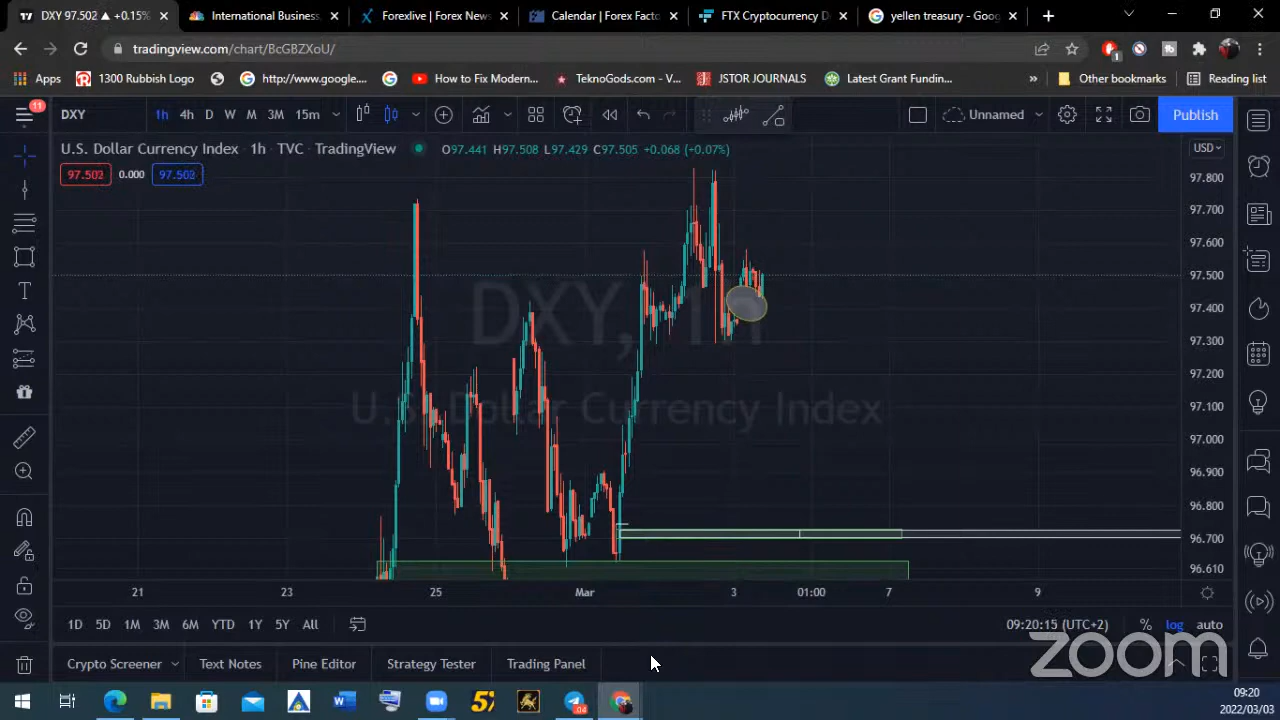 DXY 97.502 ▲ +0.15%
International Business,
Forexlive | Forex News
Calendar | Forex Facto
FTX Cryptocurrency D
yellen treasury - Goog
tradingview.com/chart/BcGBZXoU/
Apps
1300 Rubbish Logo
http://www.google....
How to Fix Modern...
TeknoGods.com - V...
JSTOR JOURNALS
Latest Grant Fundin...
»
Other bookmarks
Reading list
11
DXY
1h
4h
D
W
M
3M
15m
Unnamed
Publish
U.S. Dollar Currency Index · 1h · TVC · TradingView
O97.441 H97.508 L97.429 C97.505 +0.068 (+0.07%)
USD
97.502
0.000
97.502
97.800
97.700
97.600
97.500
97.400
97.300
97.200
97.100
97.000
96.900
96.800
96.700
96.610
DXY, 1h
U.S. Dollar Currency Index
21
23
25
Mar
3
01:00
7
9
1D
5D
1M
3M
6M
YTD
1Y
5Y
All
09:20:15 (UTC+2)
%
log
auto
Crypto Screener
Text Notes
Pine Editor
Strategy Tester
Trading Panel
zoom
09:20
2022/03/03